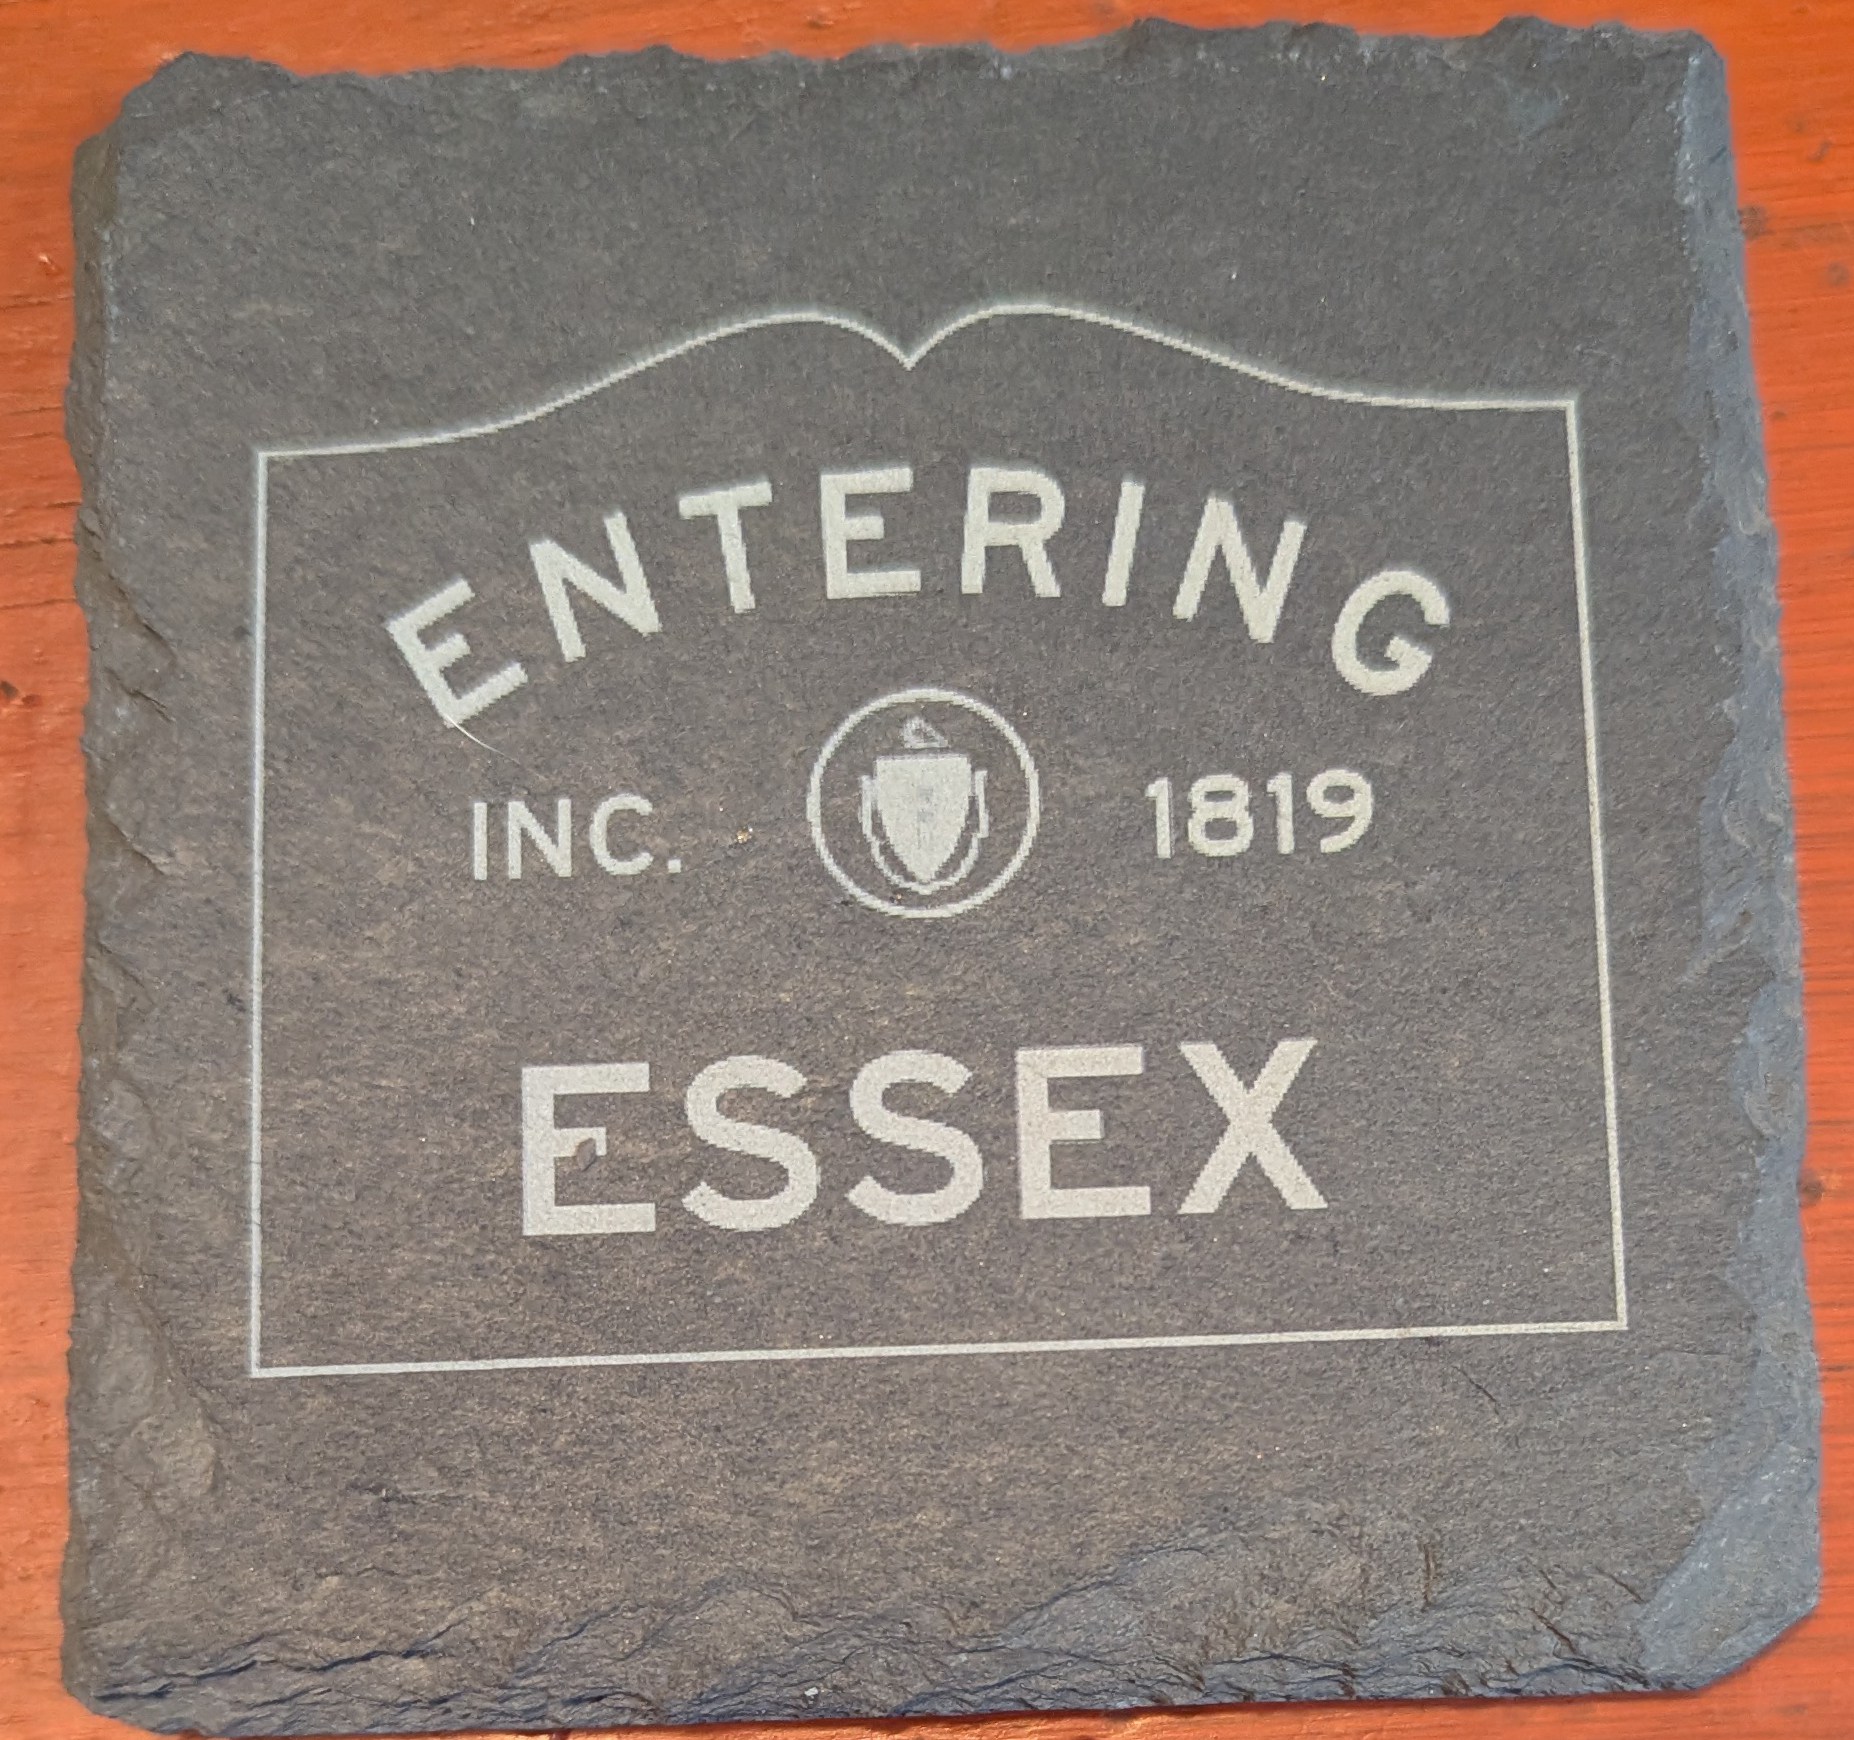 ENTERING
INC. 1819
ESSEX